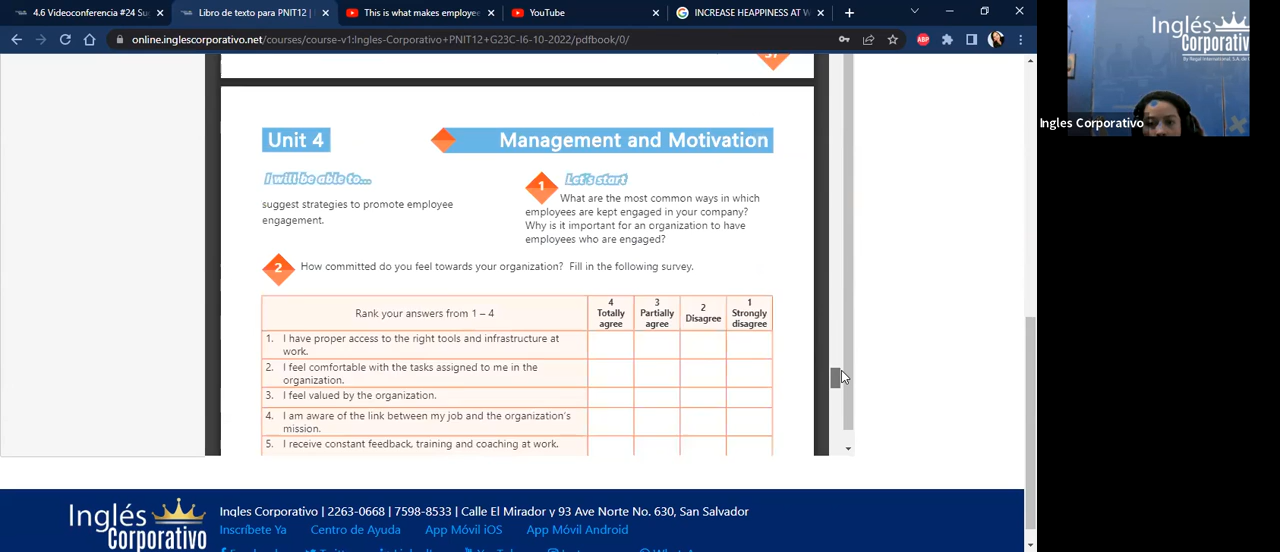 4.6 Videoconferencia #24 Su
Libro de texto para PNIT12 |
This is what makes employee
YouTube
INCREASE HEAPPINESS AT W
online.inglescorporativo.net/courses/course-v1:Ingles-Corporativo+PNIT12+G23C-I6-10-2022/pdfbook/0/
ABP
Inglés
Corporativo
By Regal International, S.A. de
Ingles Corporativo
Unit 4
Management and Motivation
I will be able to...
suggest strategies to promote employee
engagement.
1
Let's start
What are the most common ways in which
employees are kept engaged in your company?
Why is it important for an organization to have
employees who are engaged?
2
How committed do you feel towards your organization? Fill in the following survey.
Rank your answers from 1 – 4
4
Totally
agree
3
Partially
agree
2
Disagree
1
Strongly
disagree
1. I have proper access to the right tools and infrastructure at
work.
2. I feel comfortable with the tasks assigned to me in the
organization.
3. I feel valued by the organization.
4. I am aware of the link between my job and the organization's
mission.
5. I receive constant feedback, training and coaching at work.
Inglés
Corporativo
Ingles Corporativo | 2263-0668 | 7598-8533 | Calle El Mirador y 93 Ave Norte No. 630, San Salvador
Inscríbete Ya
Centro de Ayuda
App Móvil iOS
App Móvil Android